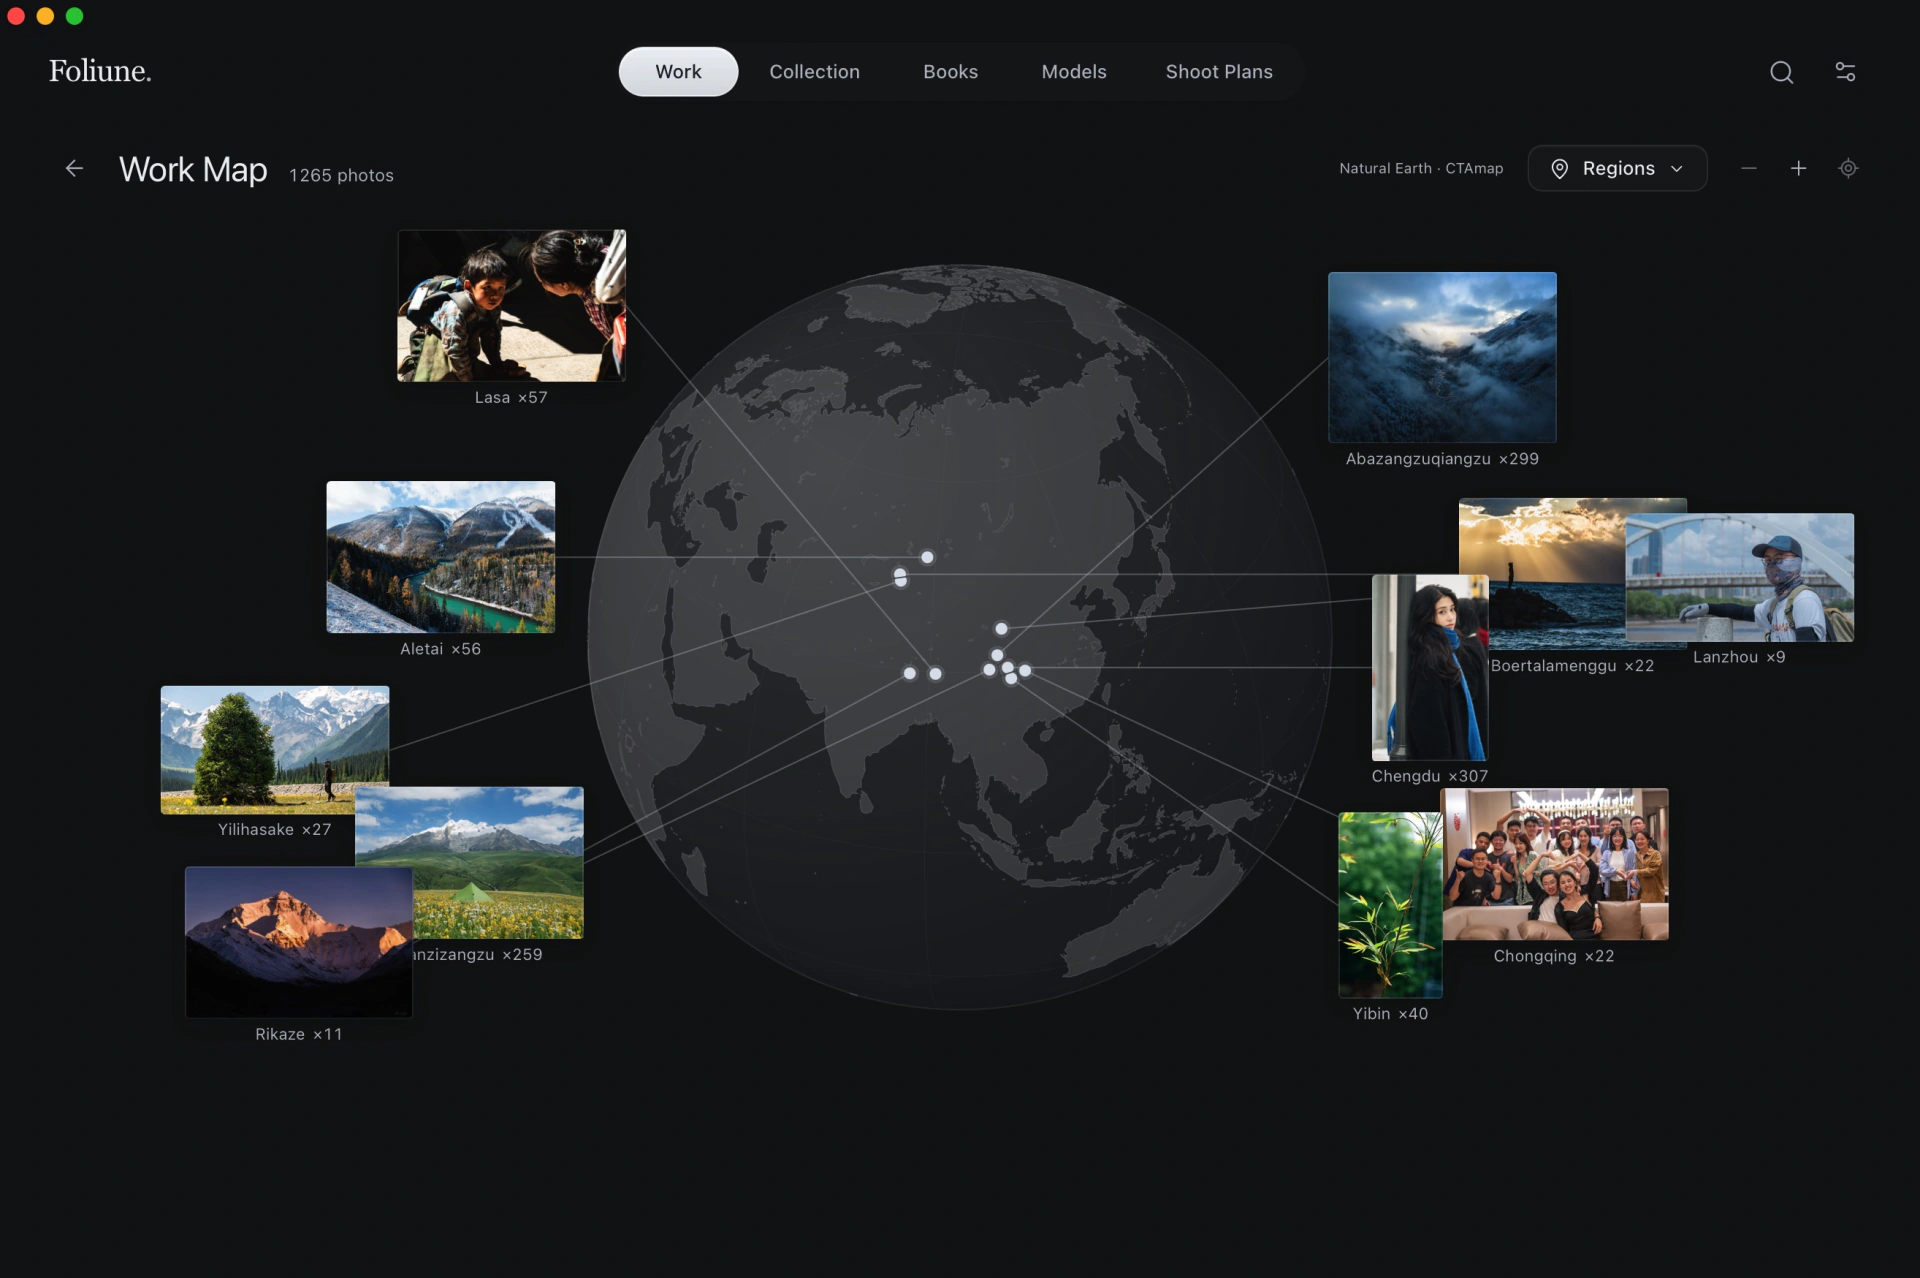 Foliune.
Work
Collection
Books
Models
Shoot Plans
Work Map
1265 photos
Natural Earth · CTAmap
Regions
Lasa ×57
Abazangzuqiangzu ×299
Aletai ×56
Boertalamenggu ×22
Lanzhou ×9
Chengdu ×307
Yilihasake ×27
anzizangzu ×259
Chongqing ×22
Yibin ×40
Rikaze ×11